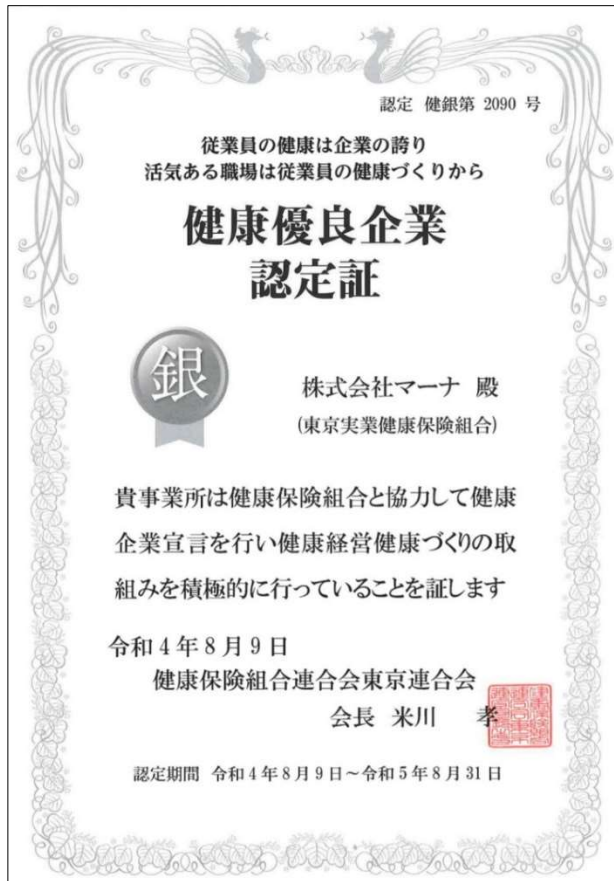 認定 健銀第 2090 号
従業員の健康は企業の誇り
活気ある職場は従業員の健康づくりから
健康優良企業
認定証
銀
株式会社マーナ 殿
(東京実業健康保険組合)
貴事業所は健康保険組合と協力して健康
企業宣言を行い健康経営健康づくりの取
組みを積極的に行っていることを証します
令和4年8月9日
健康保険組合連合会東京連合会
会長 米川 孝
認定期間 令和4年8月9日～令和5年8月31日